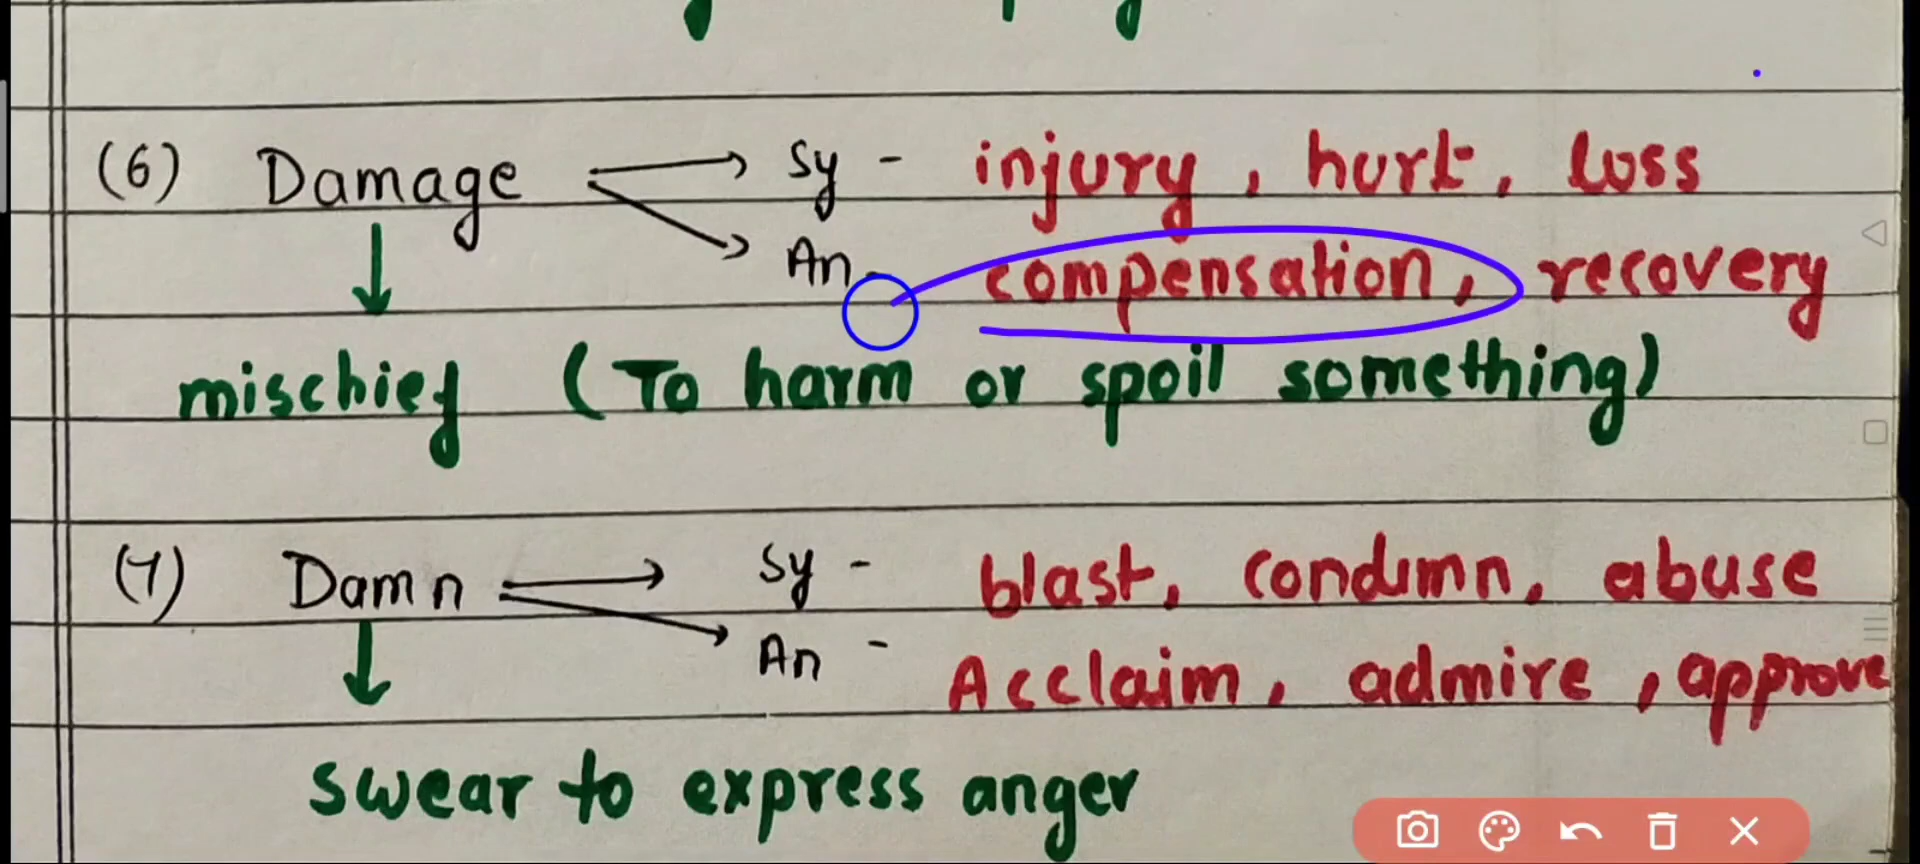 (6) Damage Sy - injury, hurt, loss
An - compensation, recovery
mischief (To harm or spoil something)
(7) Damn Sy - blast, condemn, abuse
An - Acclaim, admire, approve
swear to express anger